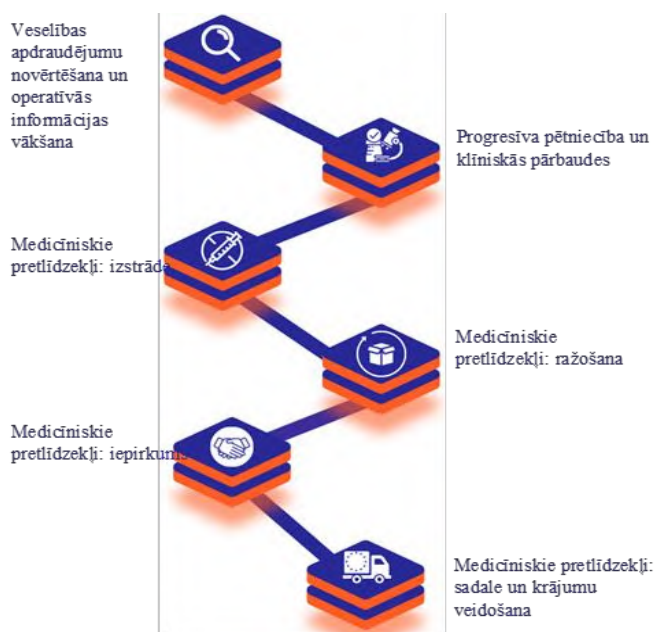 Veselības
apdraudējumu
novērtēšana un
operatīvās
informācijas
vākšana
Progresīva pētniecība un
klīniskās pārbaudes
Medicīniskie
pretlīdzekļi: izstrāde
Medicīniskie
pretlīdzekļi: ražošana
Medicīniskie
pretlīdzekļi: iepirkums
Medicīniskie pretlīdzekļi:
sadale un krājumu
veidošana